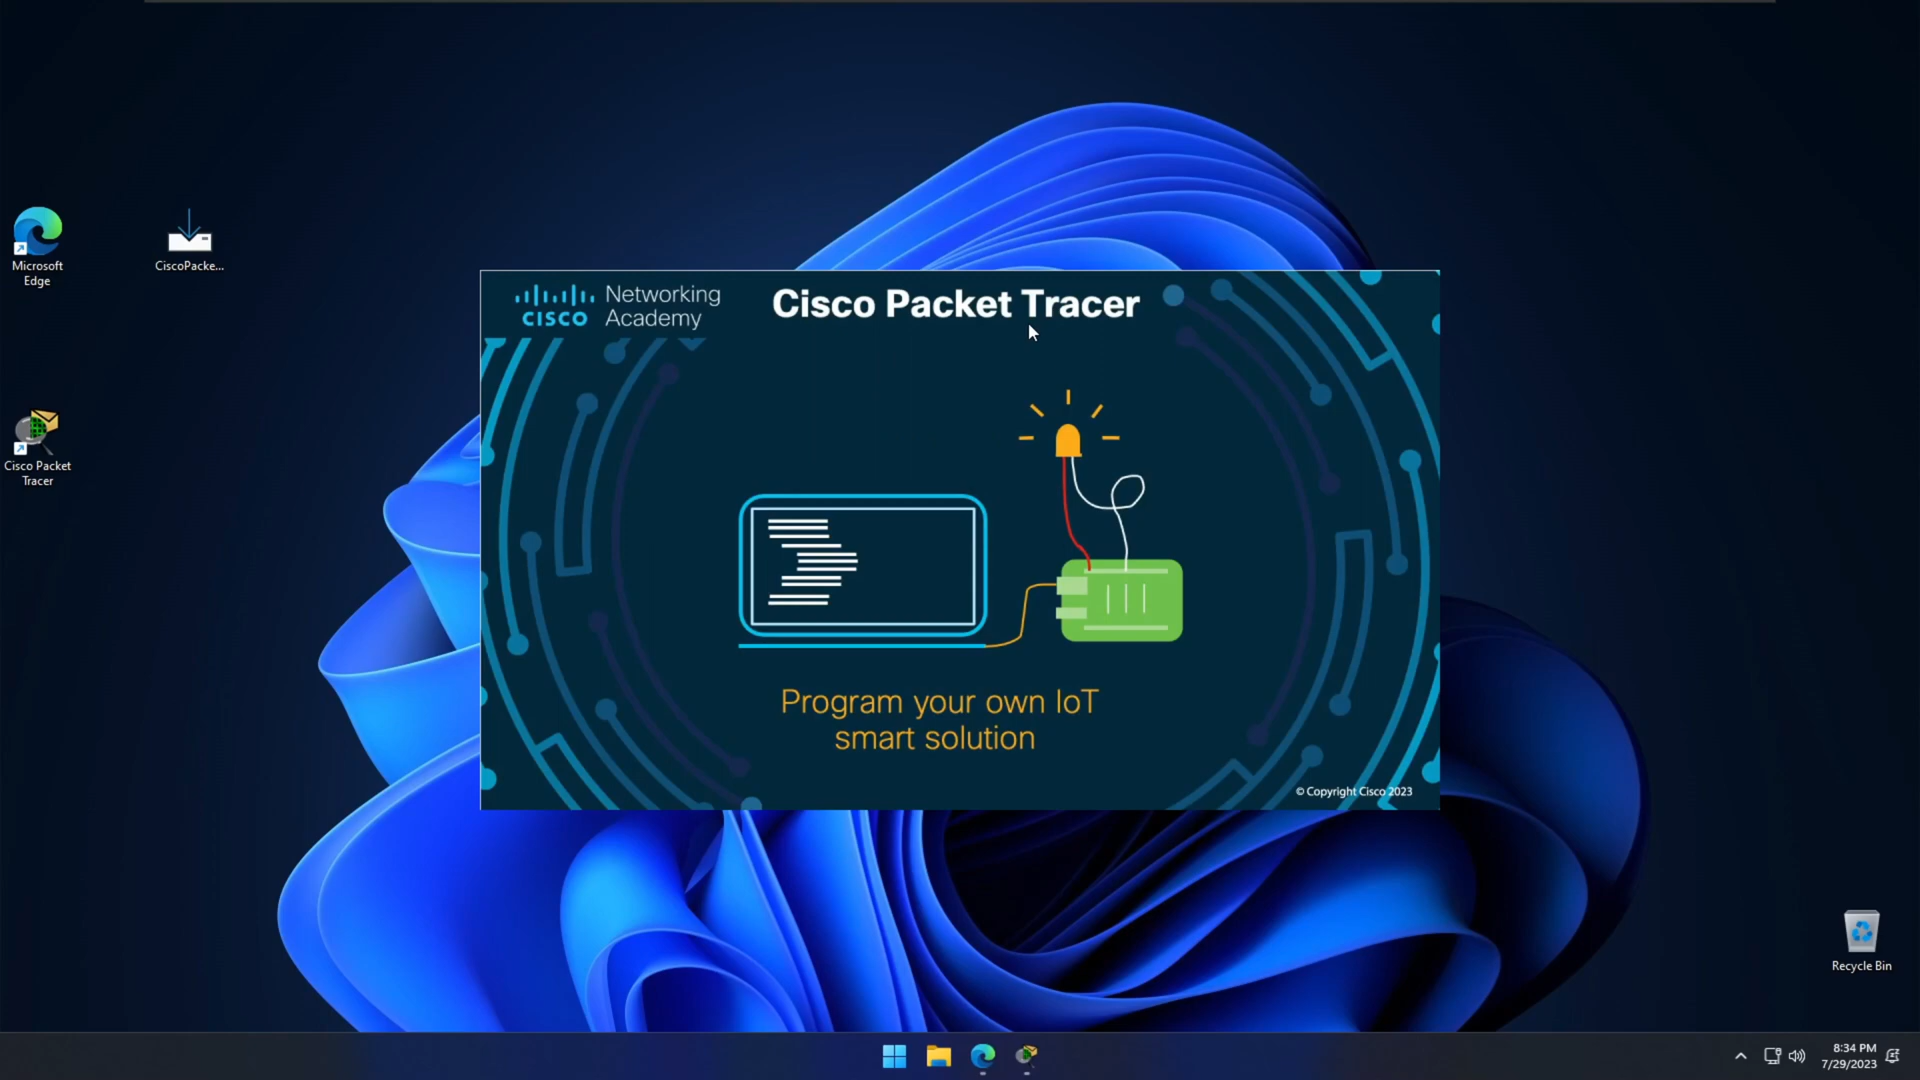 Microsoft
Edge
CiscoPacke...
Cisco Packet
Tracer
CISCO
Networking
Academy
Cisco Packet Tracer
Program your own IoT
smart solution
© Copyright Cisco 2023
Recycle Bin
8:34 PM
7/29/2023